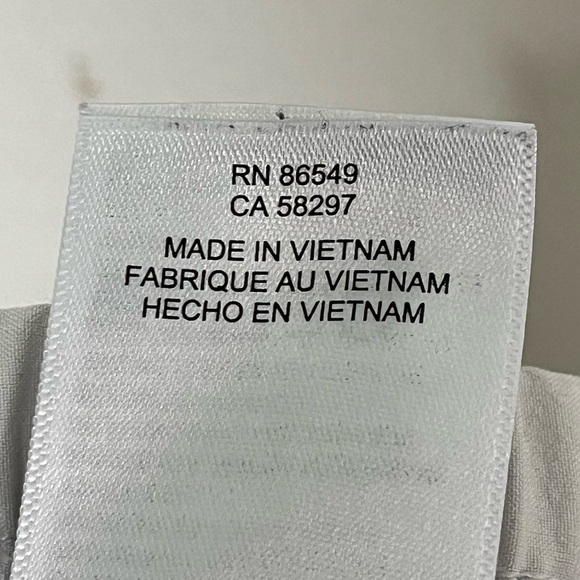 RN 86549
CA 58297
MADE IN VIETNAM
FABRIQUE AU VIETNAM
HECHO EN VIETNAM